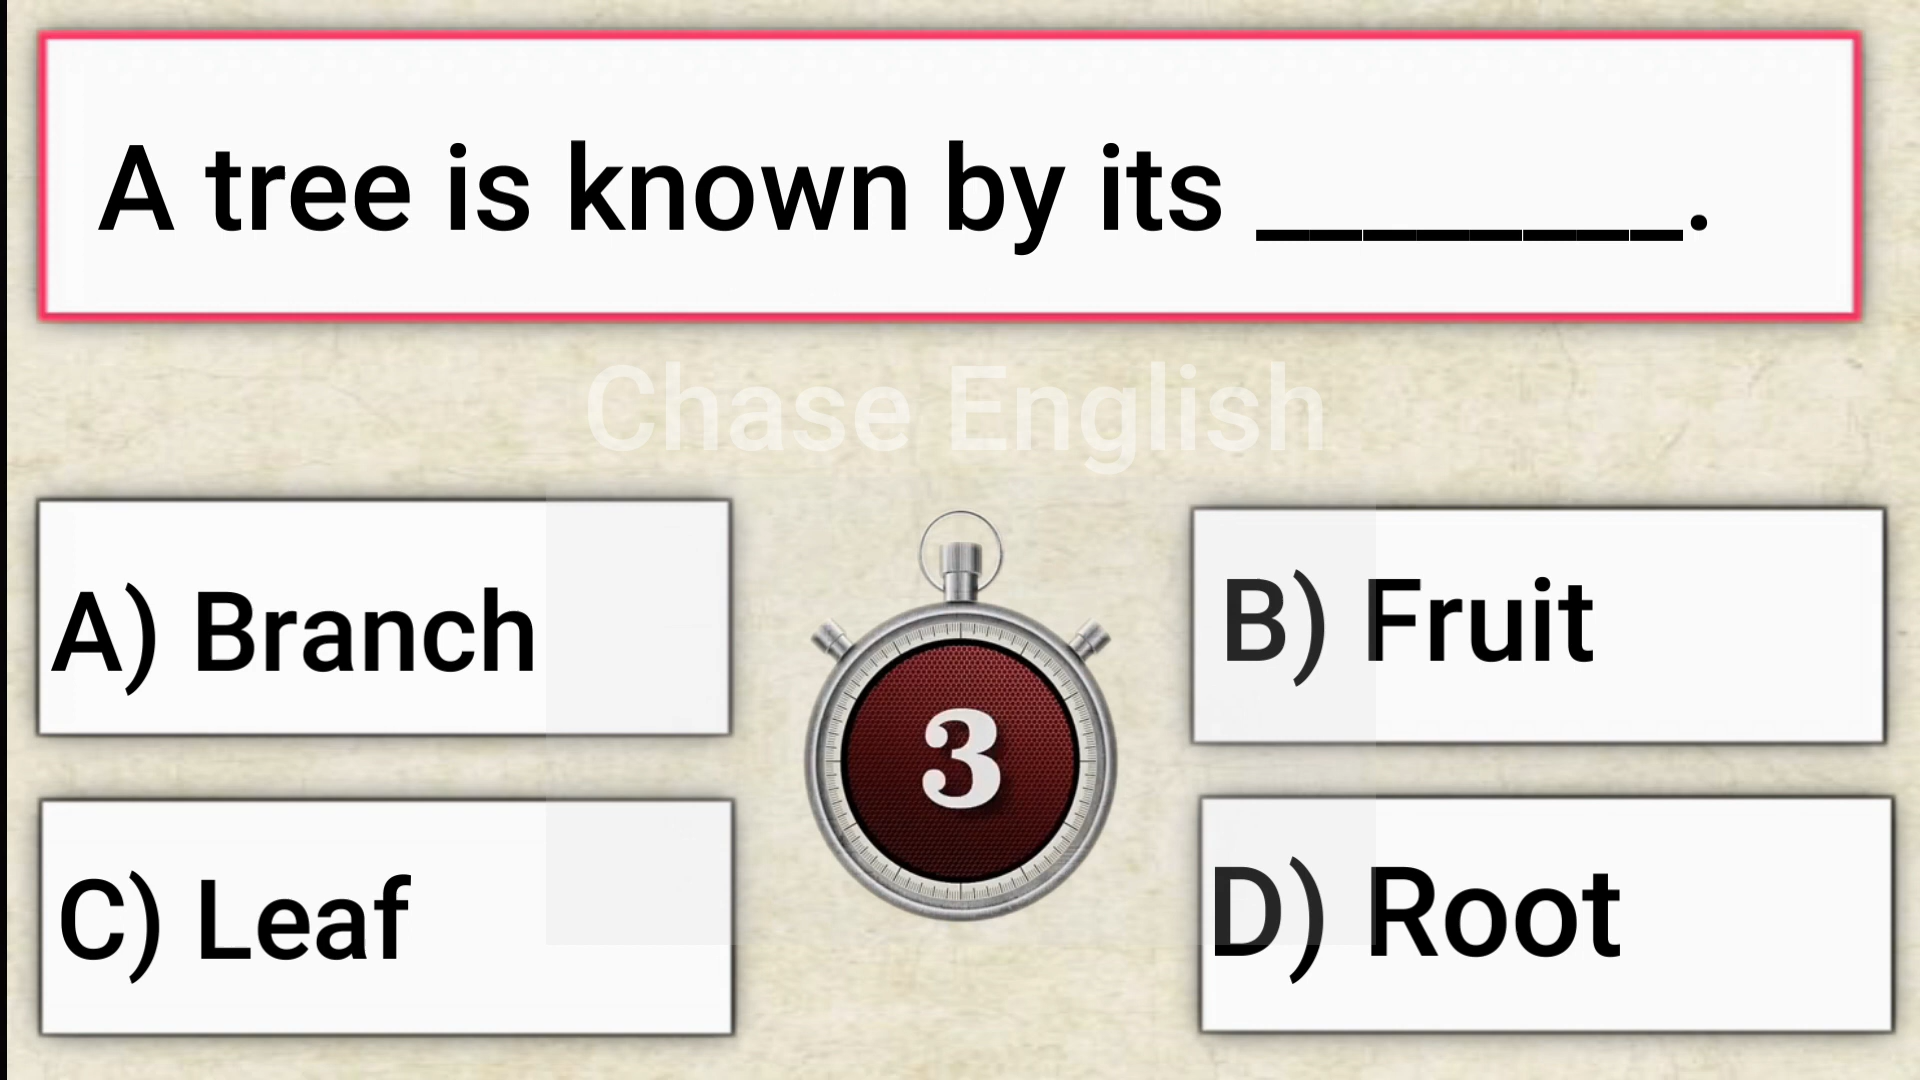 A tree is known by its ________.
Chase English
A) Branch
B) Fruit
3
C) Leaf
D) Root